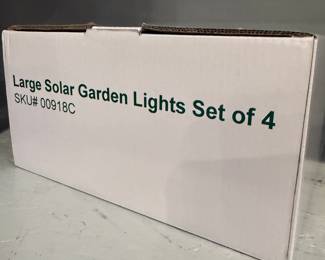 Large Solar Garden Lights Set of 4
SKU# 00918C